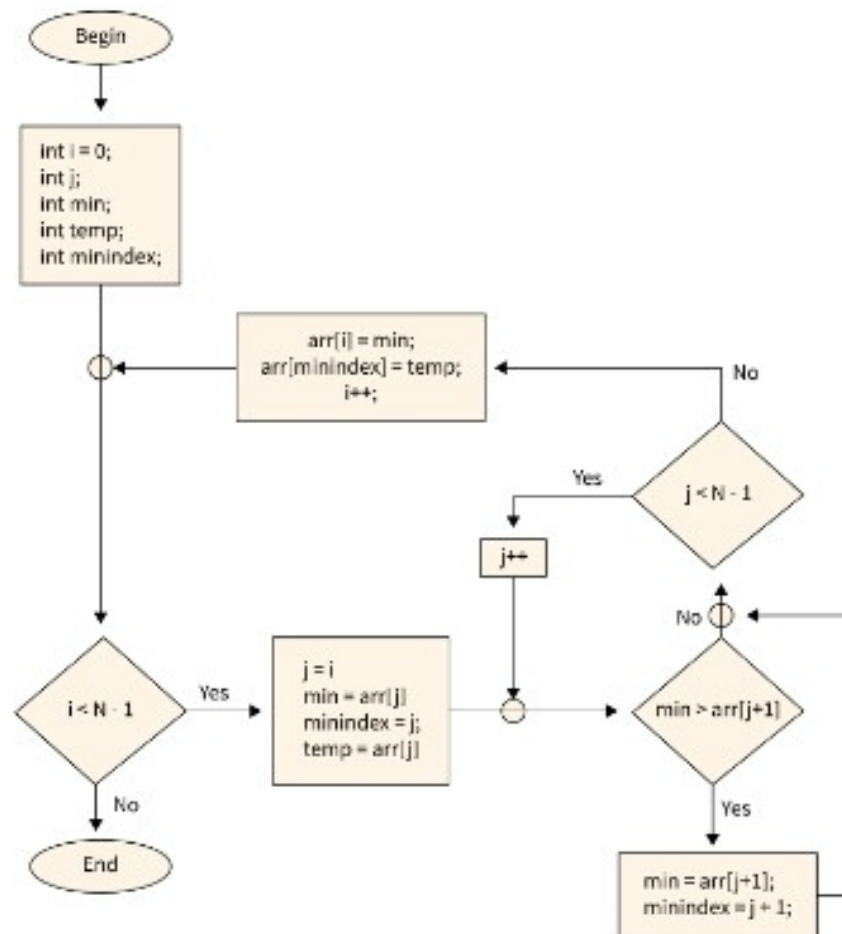 Begin
int i = 0;
int j;
int min;
int temp;
int minindex;
arr[i] = min;
arr[minindex] = temp;
i++;
No
j < N - 1
Yes
j++
No
i < N - 1
Yes
j = i
min = arr[j]
minindex = j;
temp = arr[j]
min > arr[j+1]
No
Yes
End
min = arr[j+1];
minindex = j + 1;